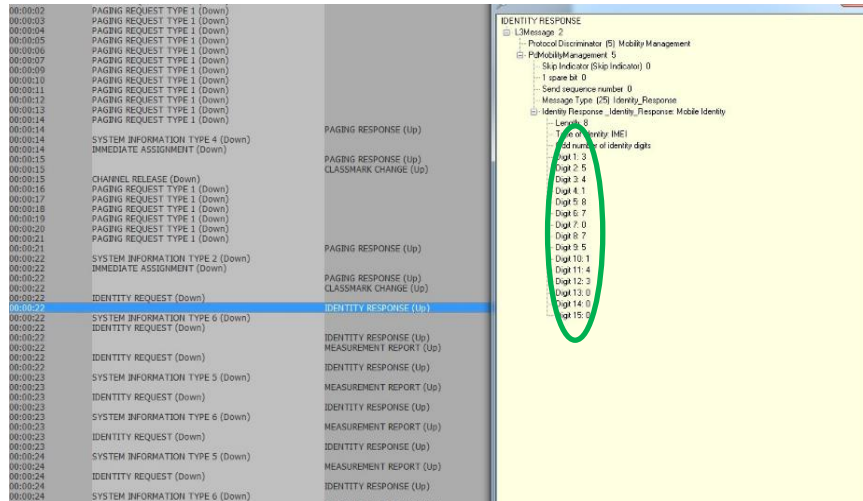 00:00:02 PAGING REQUEST TYPE 1 (Down)
00:00:03 PAGING REQUEST TYPE 1 (Down)
00:00:04 PAGING REQUEST TYPE 1 (Down)
00:00:05 PAGING REQUEST TYPE 1 (Down)
00:00:06 PAGING REQUEST TYPE 1 (Down)
00:00:07 PAGING REQUEST TYPE 1 (Down)
00:00:09 PAGING REQUEST TYPE 1 (Down)
00:00:10 PAGING REQUEST TYPE 1 (Down)
00:00:11 PAGING REQUEST TYPE 1 (Down)
00:00:12 PAGING REQUEST TYPE 1 (Down)
00:00:13 PAGING REQUEST TYPE 1 (Down)
00:00:14 PAGING REQUEST TYPE 1 (Down)
00:00:14 PAGING RESPONSE (Up)
00:00:14 SYSTEM INFORMATION TYPE 4 (Down)
00:00:14 IMMEDIATE ASSIGNMENT (Down)
00:00:15 PAGING RESPONSE (Up)
00:00:15 CLASSMARK CHANGE (Up)
00:00:15 CHANNEL RELEASE (Down)
00:00:16 PAGING REQUEST TYPE 1 (Down)
00:00:17 PAGING REQUEST TYPE 1 (Down)
00:00:18 PAGING REQUEST TYPE 1 (Down)
00:00:19 PAGING REQUEST TYPE 1 (Down)
00:00:20 PAGING REQUEST TYPE 1 (Down)
00:00:21 PAGING REQUEST TYPE 1 (Down)
00:00:21 PAGING RESPONSE (Up)
00:00:22 SYSTEM INFORMATION TYPE 2 (Down)
00:00:22 IMMEDIATE ASSIGNMENT (Down)
00:00:22 PAGING RESPONSE (Up)
00:00:22 CLASSMARK CHANGE (Up)
00:00:22 IDENTITY REQUEST (Down)
00:00:22 IDENTITY RESPONSE (Up)
00:00:22 SYSTEM INFORMATION TYPE 6 (Down)
00:00:22 IDENTITY REQUEST (Down)
00:00:22 IDENTITY RESPONSE (Up)
00:00:22 MEASUREMENT REPORT (Up)
00:00:22 IDENTITY REQUEST (Down)
00:00:22 IDENTITY RESPONSE (Up)
00:00:23 SYSTEM INFORMATION TYPE 5 (Down)
00:00:23 MEASUREMENT REPORT (Up)
00:00:23 IDENTITY REQUEST (Down)
00:00:23 IDENTITY RESPONSE (Up)
00:00:23 SYSTEM INFORMATION TYPE 6 (Down)
00:00:23 MEASUREMENT REPORT (Up)
00:00:23 IDENTITY REQUEST (Down)
00:00:23 IDENTITY RESPONSE (Up)
00:00:24 SYSTEM INFORMATION TYPE 5 (Down)
00:00:24 MEASUREMENT REPORT (Up)
00:00:24 IDENTITY REQUEST (Down)
00:00:24 IDENTITY RESPONSE (Up)
00:00:24 SYSTEM INFORMATION TYPE 6 (Down)
IDENTITY RESPONSE
L3Message 2
Protocol Discriminator (5) Mobility Management
PdMobilityManagement 5
Skip Indicator (Skip Indicator) 0
1 spare bit 0
Send sequence number 0
Message Type (25) Identity_Response
Identity Response _Identity_Response: Mobile Identity
Length: 8
Type of identity: IMEI
Odd number of identity digits
Digit 1: 3
Digit 2: 5
Digit 3: 4
Digit 4: 1
Digit 5: 8
Digit 6: 7
Digit 7: 0
Digit 8: 7
Digit 9: 5
Digit 10: 1
Digit 11: 4
Digit 12: 3
Digit 13: 0
Digit 14: 0
Digit 15: 0